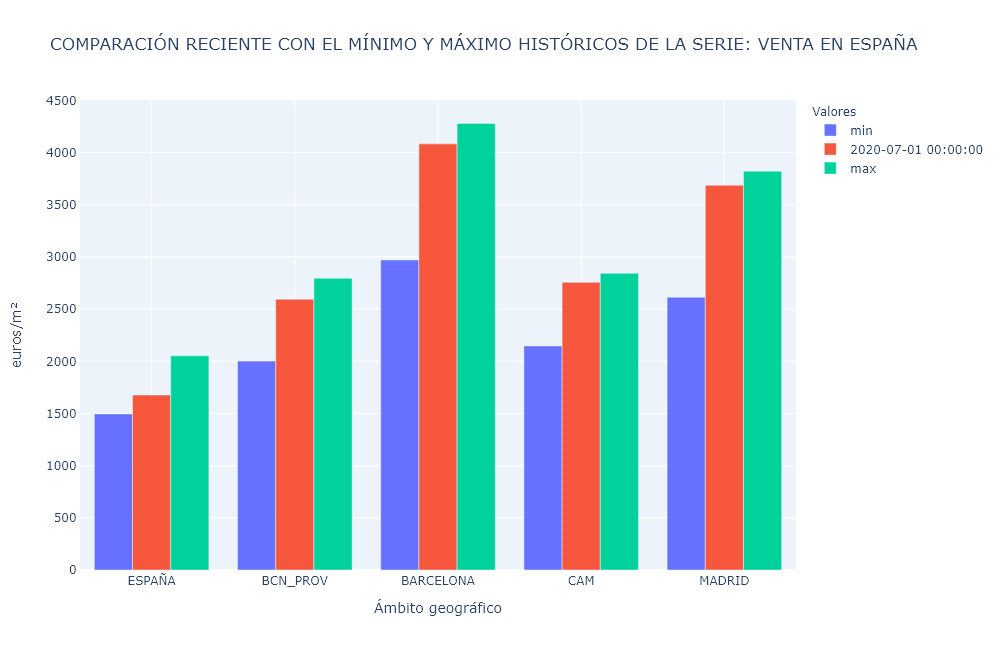 COMPARACIÓN RECIENTE CON EL MÍNIMO Y MÁXIMO HISTÓRICOS DE LA SERIE: VENTA EN ESPAÑA
Valores
min
2020-07-01 00:00:00
max
euros/m²
4500
4000
3500
3000
2500
2000
1500
1000
500
0
ESPAÑA BCN_PROV BARCELONA CAM MADRID
Ámbito geográfico